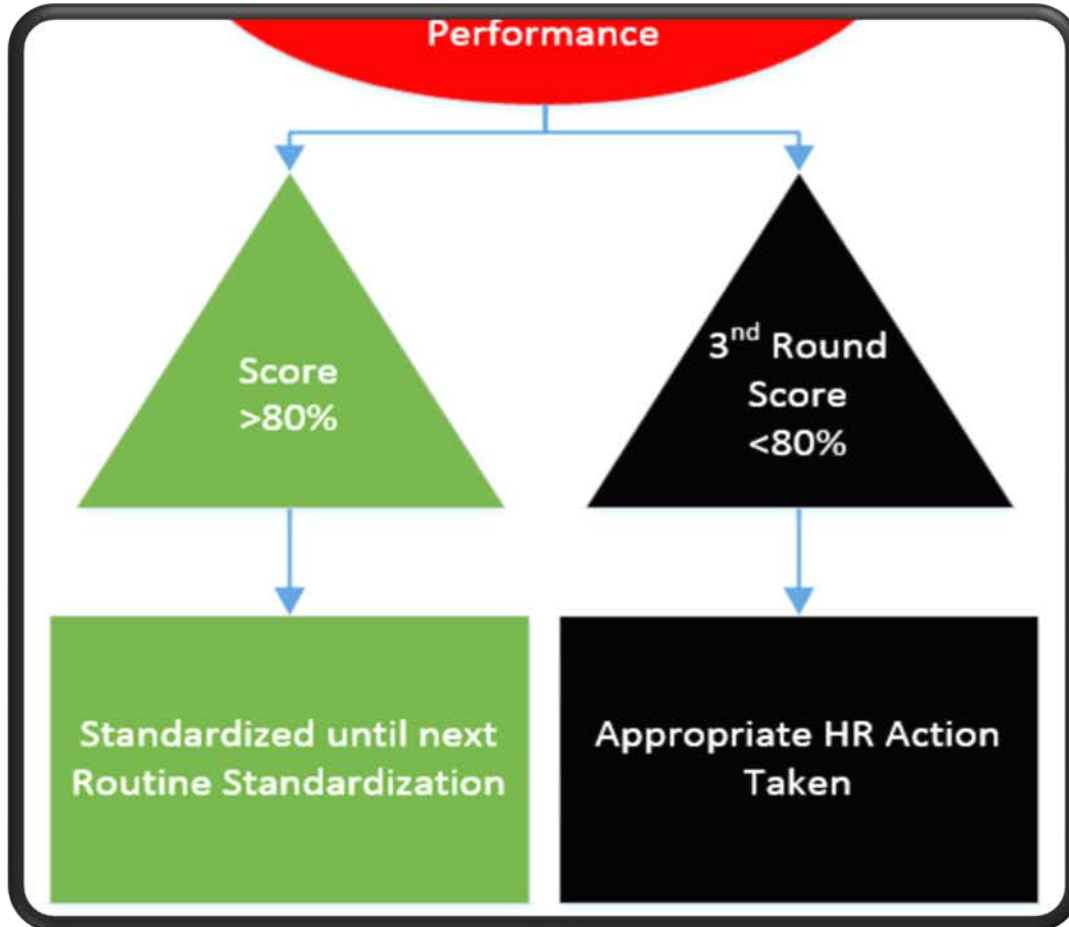 Performance
Score
>80%
3nd Round
Score
<80%
Standardized until next
Routine Standardization
Appropriate HR Action
Taken